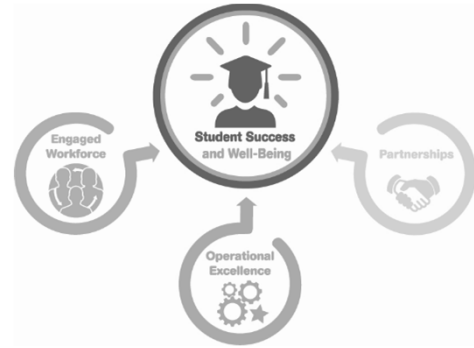 Student Success
and Well-Being
Engaged
Workforce
Partnerships
Operational
Excellence